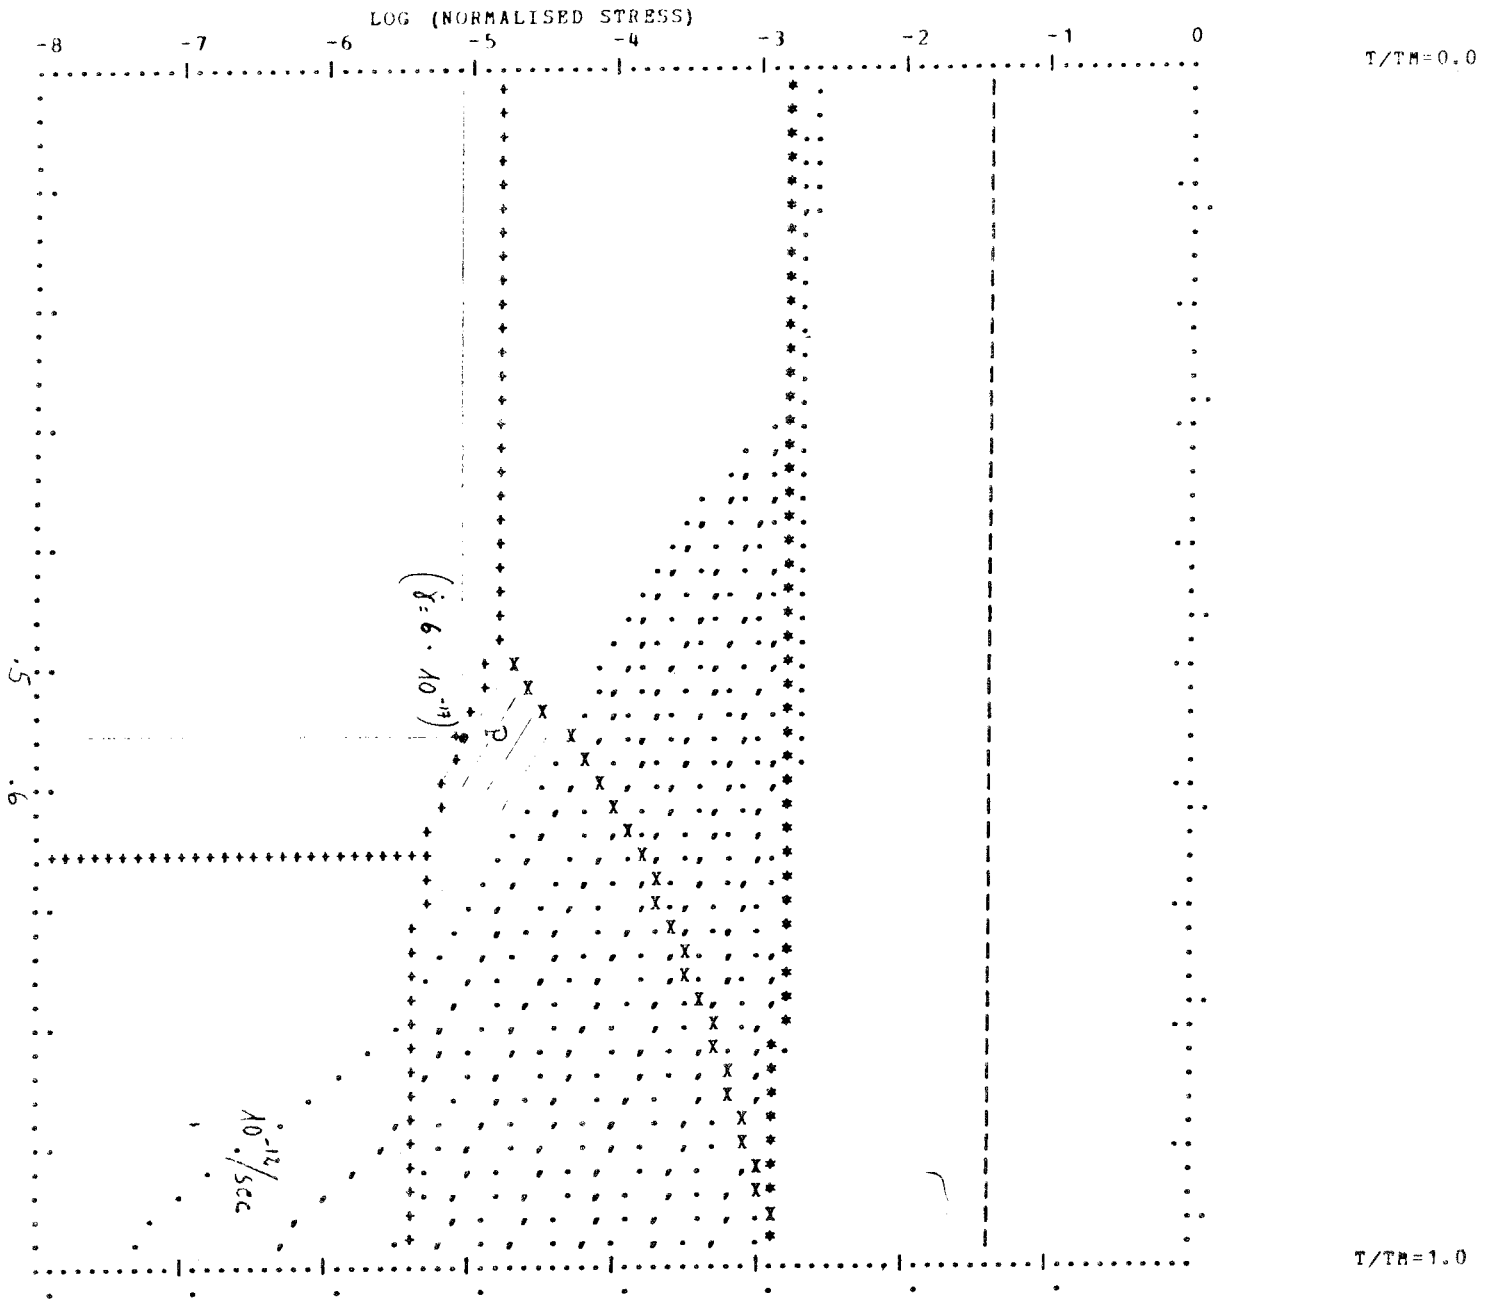 LOG (NORMALISED STRESS)
-8 -7 -6 -5 -4 -3 -2 -1 0
T/TM=0.0
(γ̇=6 · 10⁻¹⁷)
.5
d
.6
10⁻¹²/sec
T/TM=1.0